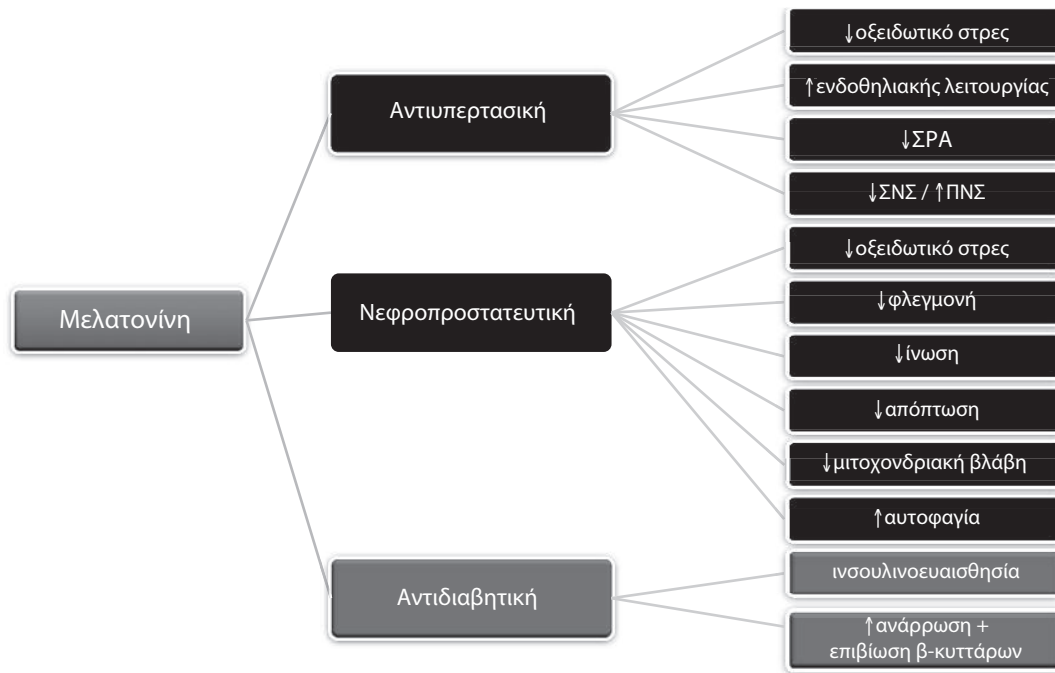 Μελατονίνη
Αντιυπερτασική
↓οξειδωτικό στρες
↑ενδοθηλιακής λειτουργίας
↓ΣΡΑ
↓ΣΝΣ / ↑ΠΝΣ
Νεφροπροστατευτική
↓οξειδωτικό στρες
↓φλεγμονή
↓ίνωση
↓απόπτωση
↓μιτοχονδριακή βλάβη
↑αυτοφαγία
Αντιδιαβητική
ινσουλινοευαισθησία
↑ανάρρωση +
επιβίωση β-κυττάρων